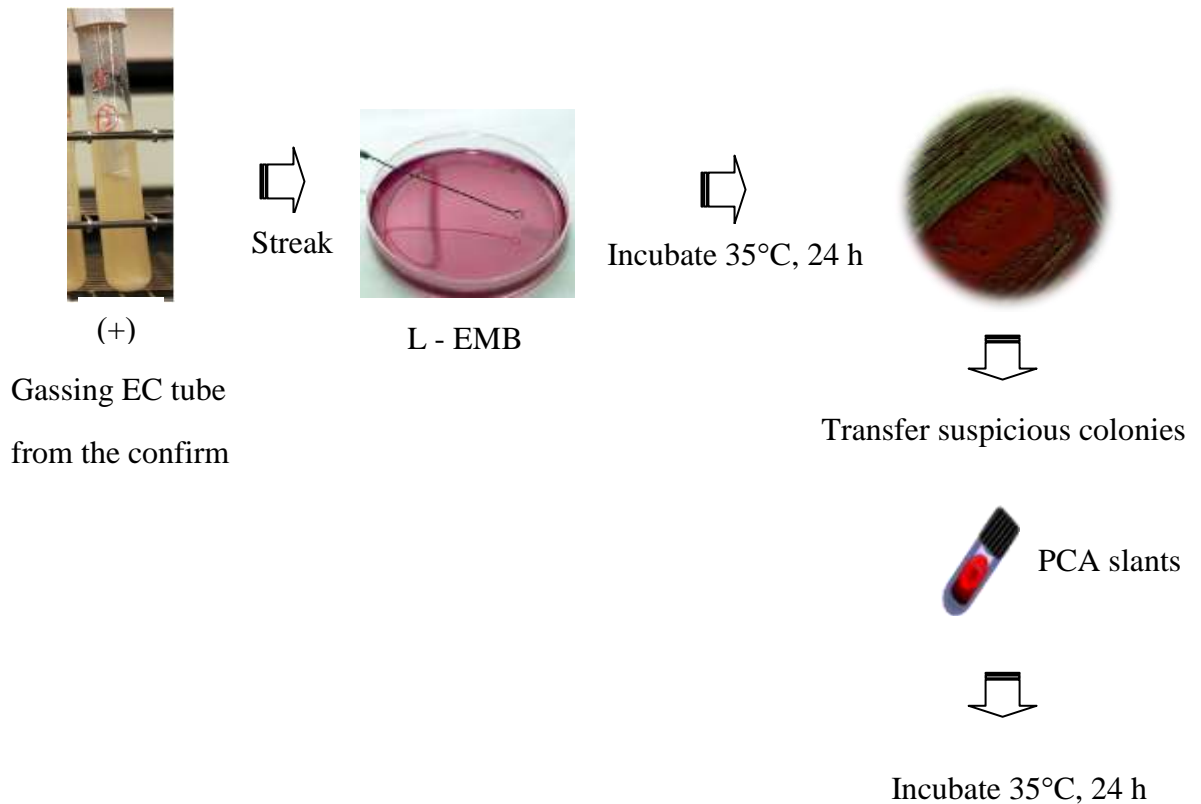 Streak
Incubate 35°C, 24 h
(+)
L - EMB
Gassing EC tube
from the confirm
Transfer suspicious colonies
PCA slants
Incubate 35°C, 24 h